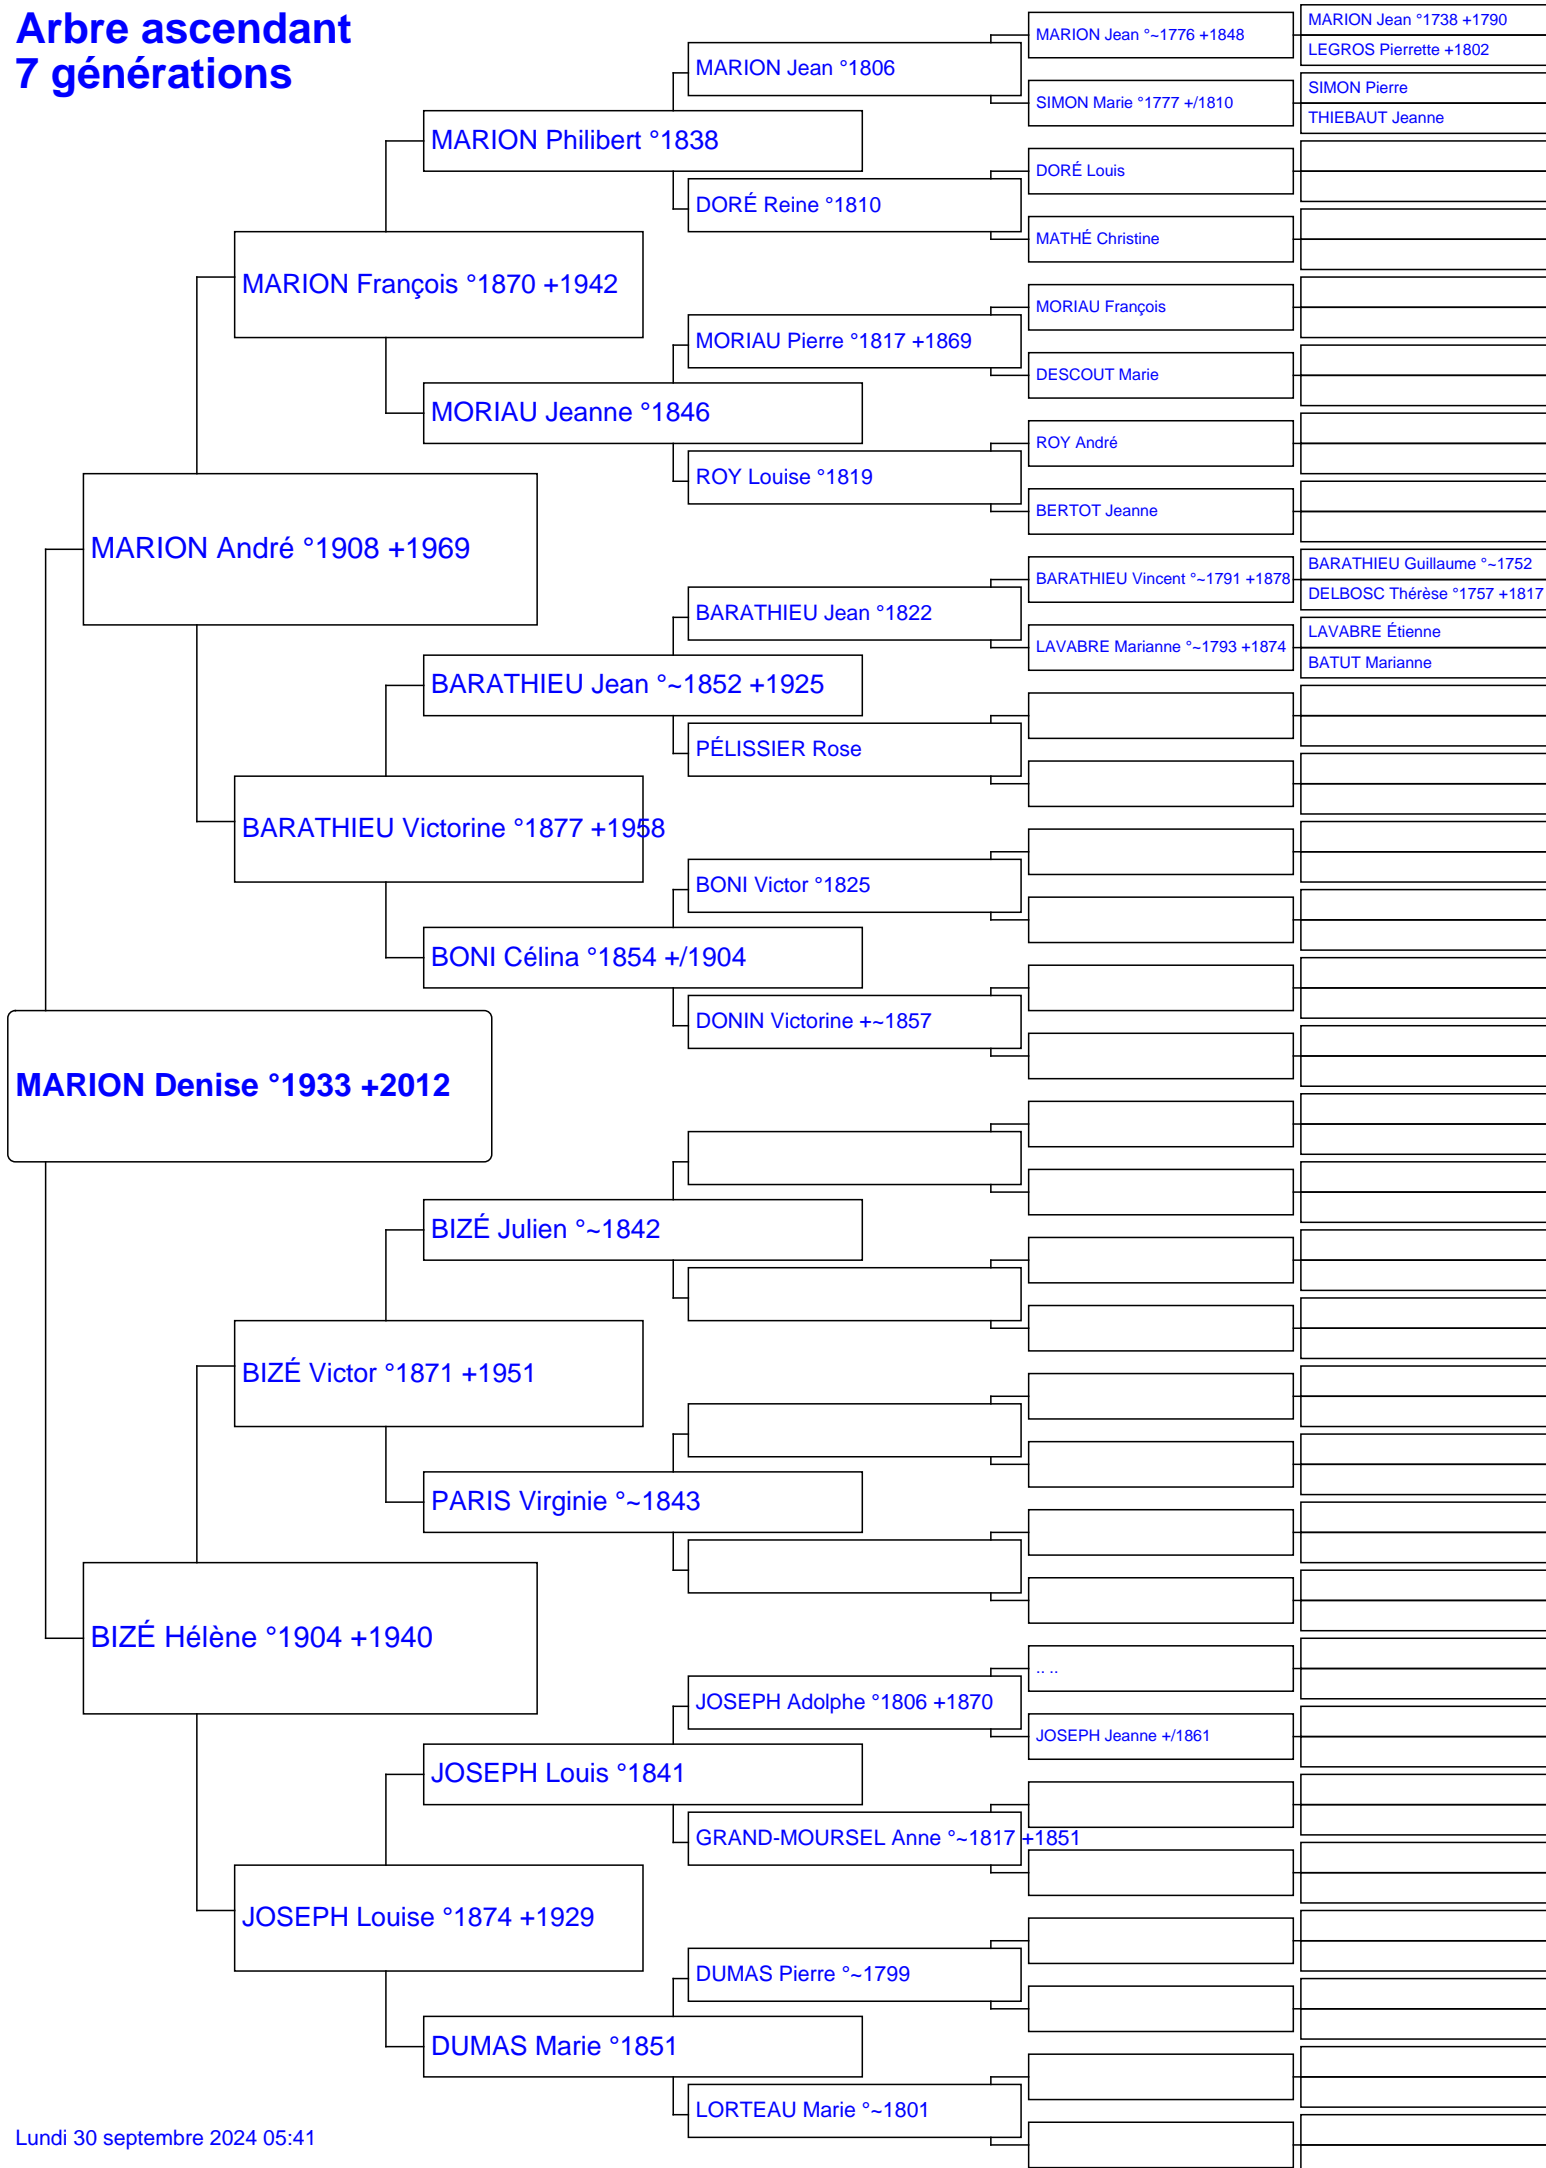 Arbre ascendant
7 générations
MARION Jean °~1776 +1848
MARION Jean °1738 +1790
LEGROS Pierrette +1802
MARION Jean °1806
SIMON Marie °1777 +/1810
SIMON Pierre
THIEBAUT Jeanne
MARION Philibert °1838
DORÉ Louis
DORÉ Reine °1810
MATHÉ Christine
MARION François °1870 +1942
MORIAU François
MORIAU Pierre °1817 +1869
DESCOUT Marie
MORIAU Jeanne °1846
ROY André
ROY Louise °1819
BERTOT Jeanne
MARION André °1908 +1969
BARATHIEU Vincent °~1791 +1878
BARATHIEU Guillaume °~1752
DELBOSC Thérèse °1757 +1817
BARATHIEU Jean °1822
LAVABRE Marianne °~1793 +1874
LAVABRE Étienne
BATUT Marianne
BARATHIEU Jean °~1852 +1925
PÉLISSIER Rose
BARATHIEU Victorine °1877 +1958
BONI Victor °1825
BONI Célina °1854 +/1904
DONIN Victorine +~1857
MARION Denise °1933 +2012
BIZÉ Julien °~1842
BIZÉ Victor °1871 +1951
PARIS Virginie °~1843
BIZÉ Hélène °1904 +1940
.. ..
JOSEPH Adolphe °1806 +1870
JOSEPH Jeanne +/1861
JOSEPH Louis °1841
GRAND-MOURSEL Anne °~1817 +1851
JOSEPH Louise °1874 +1929
DUMAS Pierre °~1799
DUMAS Marie °1851
LORTEAU Marie °~1801
Lundi 30 septembre 2024 05:41